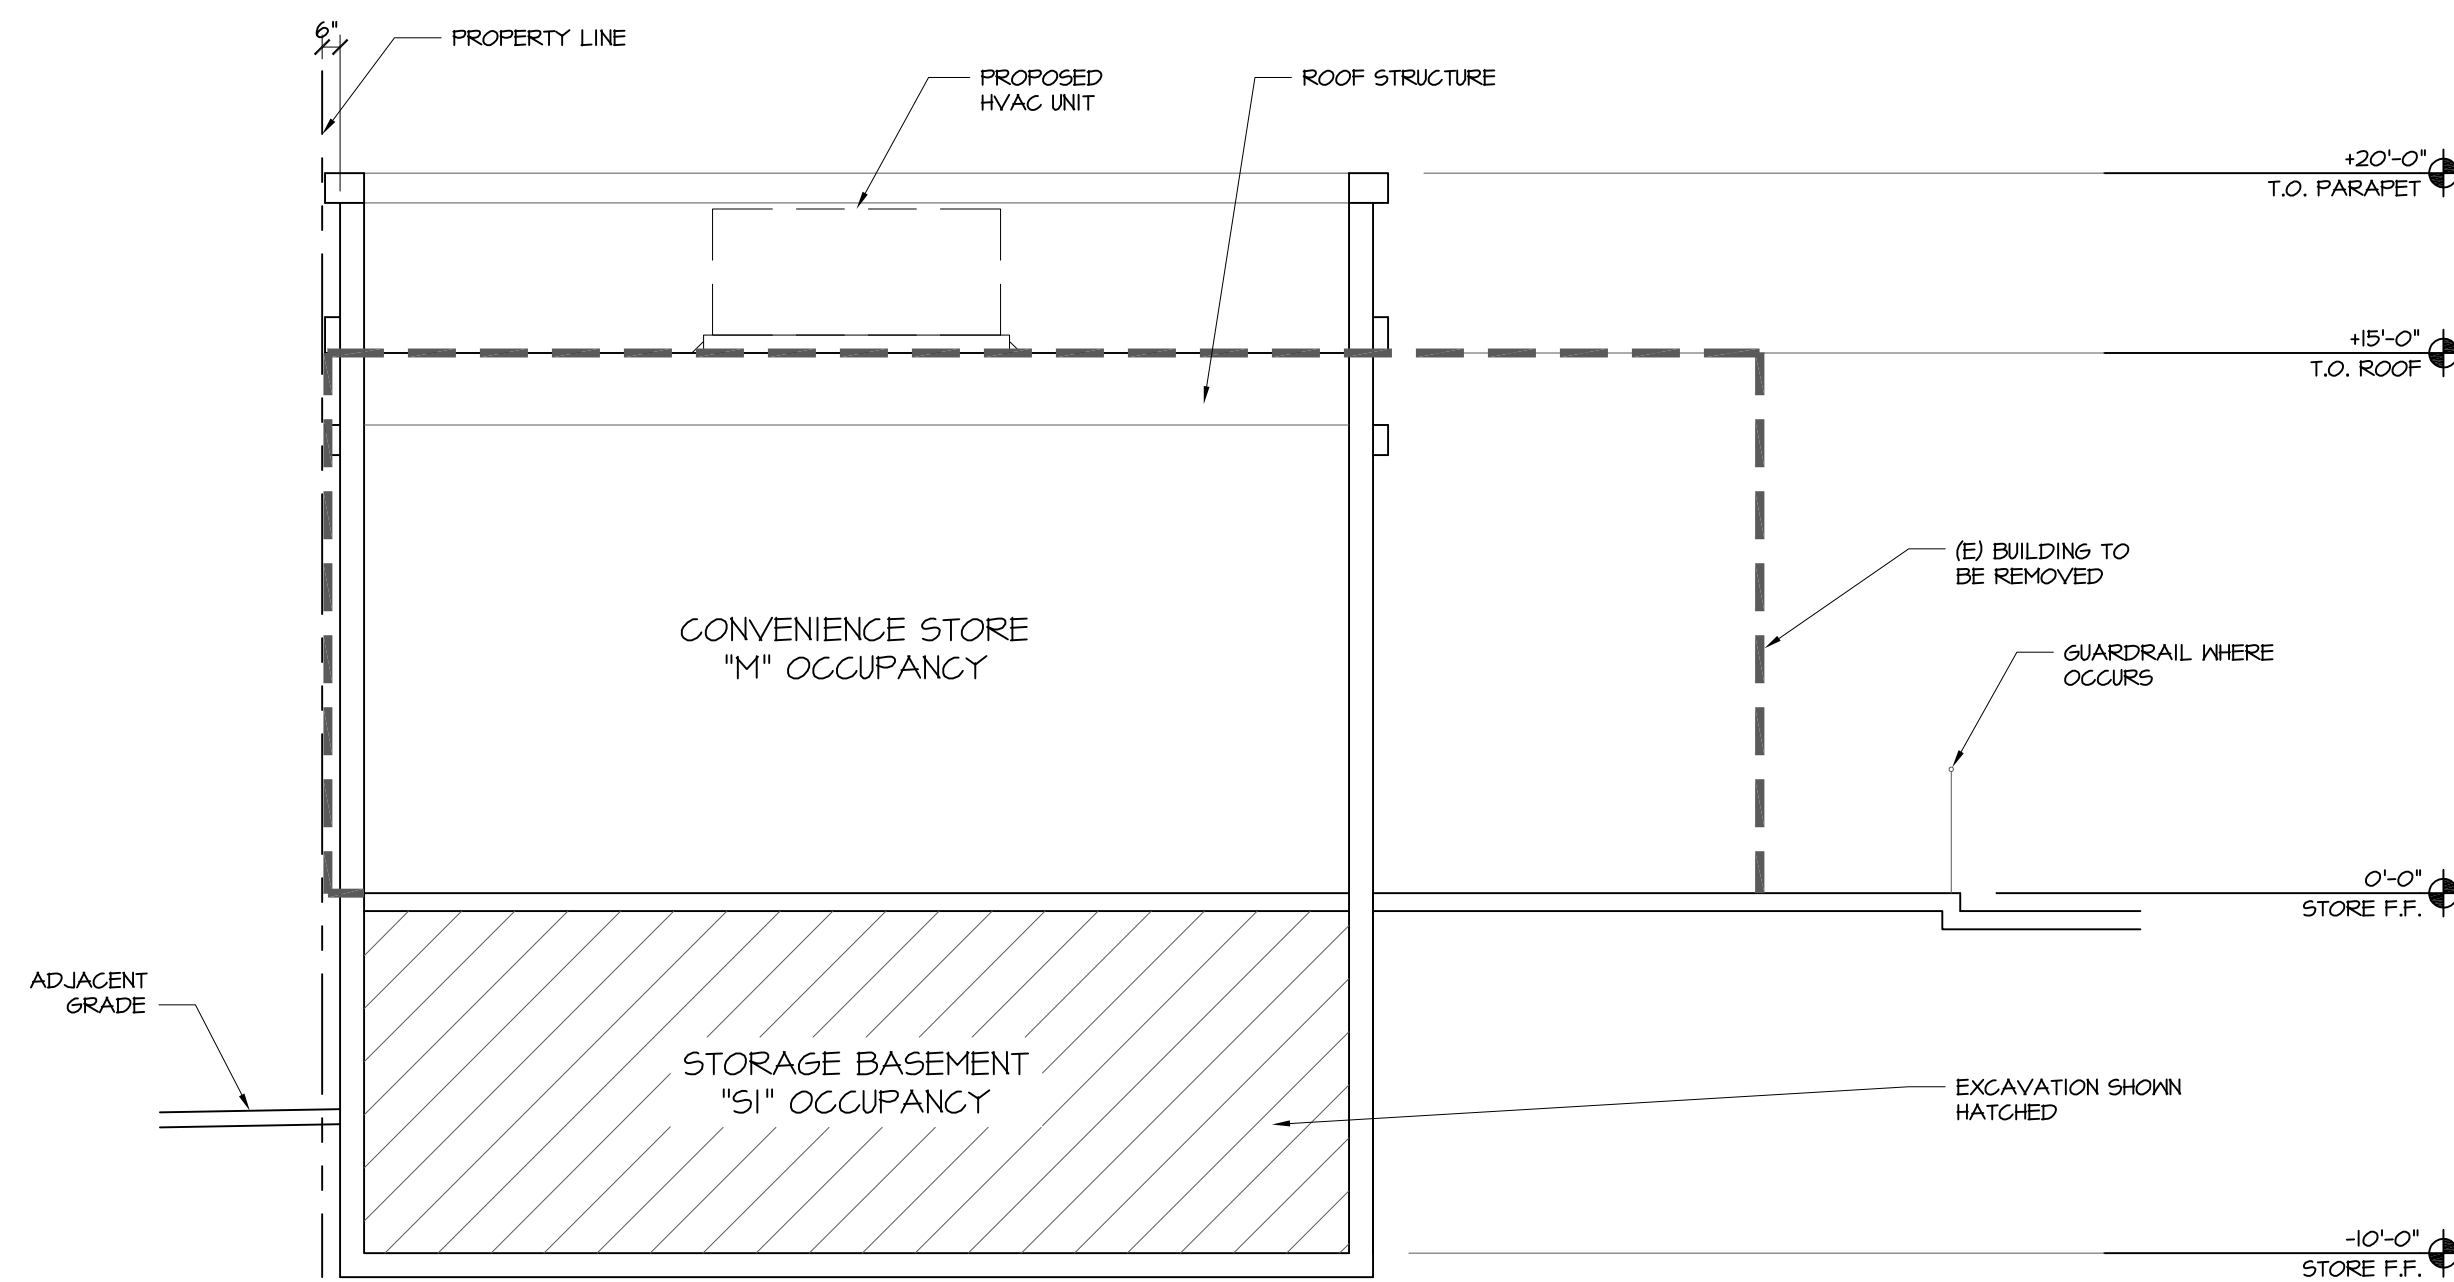 6"
PROPERTY LINE
PROPOSED
HVAC UNIT
ROOF STRUCTURE
+20'-0"
T.O. PARAPET
+15'-0"
T.O. ROOF
(E) BUILDING TO
BE REMOVED
CONVENIENCE STORE
"M" OCCUPANCY
GUARDRAIL WHERE
OCCURS
0'-0"
STORE F.F.
ADJACENT
GRADE
STORAGE BASEMENT
"S1" OCCUPANCY
EXCAVATION SHOWN
HATCHED
-10'-0"
STORE F.F.